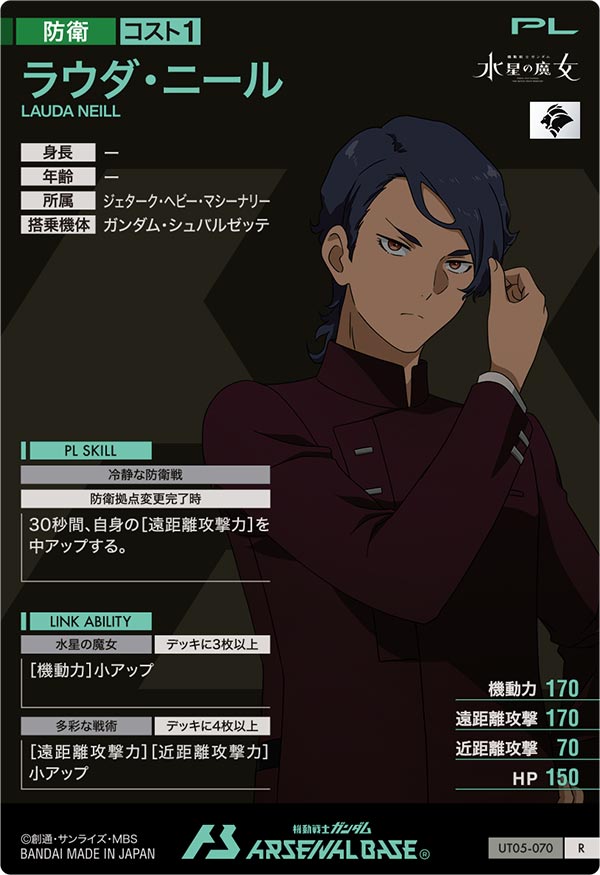 防衛 コスト1
PL
ラウダ・ニール
LAUDA NEILL
機動戦士ガンダム
水星の魔女
身長 ー
年齢 ー
所属 ジェターク・ヘビー・マシーナリー
搭乗機体 ガンダム・シュバルゼッテ
PL SKILL
冷静な防衛戦
防衛拠点変更完了時
30秒間、自身の[遠距離攻撃力]を
中アップする。
LINK ABILITY
水星の魔女 デッキに3枚以上
[機動力]小アップ
多彩な戦術 デッキに4枚以上
[遠距離攻撃力][近距離攻撃力]
小アップ
機動力 170
遠距離攻撃 170
近距離攻撃 70
HP 150
©創通・サンライズ・MBS
BANDAI MADE IN JAPAN
機動戦士ガンダム
ARSENAL BASE®
UT05-070 R